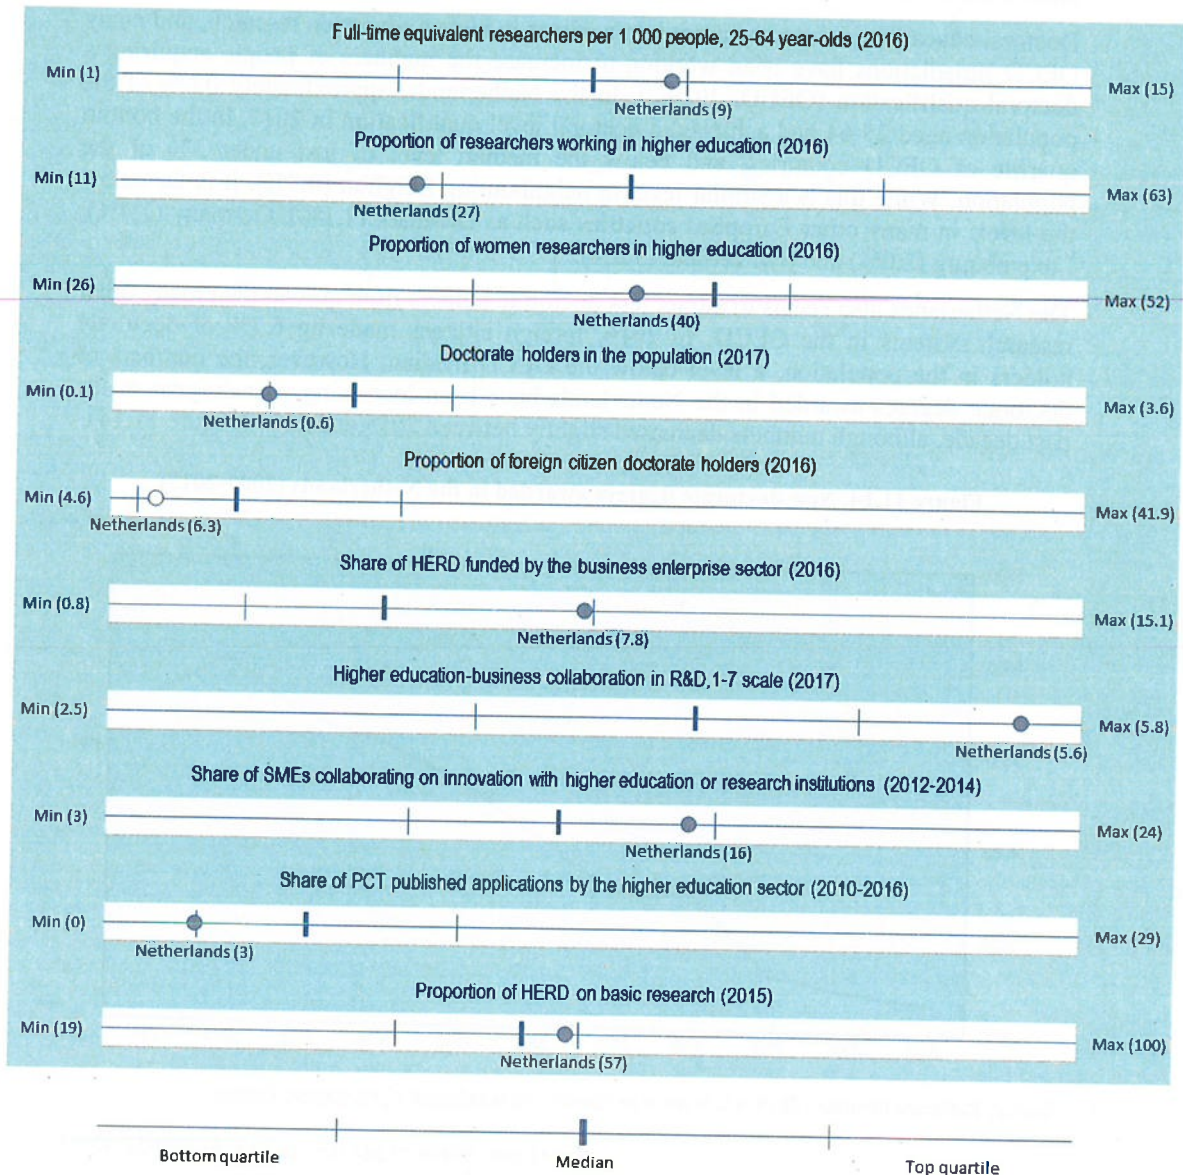 Full-time equivalent researchers per 1 000 people, 25-64 year-olds (2016)
Min (1)
Max (15)
Netherlands (9)
Proportion of researchers working in higher education (2016)
Min (11)
Max (63)
Netherlands (27)
Proportion of women researchers in higher education (2016)
Min (26)
Max (52)
Netherlands (40)
Doctorate holders in the population (2017)
Min (0.1)
Max (3.6)
Netherlands (0.6)
Proportion of foreign citizen doctorate holders (2016)
Min (4.6)
Max (41.9)
Netherlands (6.3)
Share of HERD funded by the business enterprise sector (2016)
Min (0.8)
Max (15.1)
Netherlands (7.8)
Higher education-business collaboration in R&D,1-7 scale (2017)
Min (2.5)
Max (5.8)
Netherlands (5.6)
Share of SMEs collaborating on innovation with higher education or research institutions (2012-2014)
Min (3)
Max (24)
Netherlands (16)
Share of PCT published applications by the higher education sector (2010-2016)
Min (0)
Max (29)
Netherlands (3)
Proportion of HERD on basic research (2015)
Min (19)
Max (100)
Netherlands (57)
Bottom quartile
Median
Top quartile